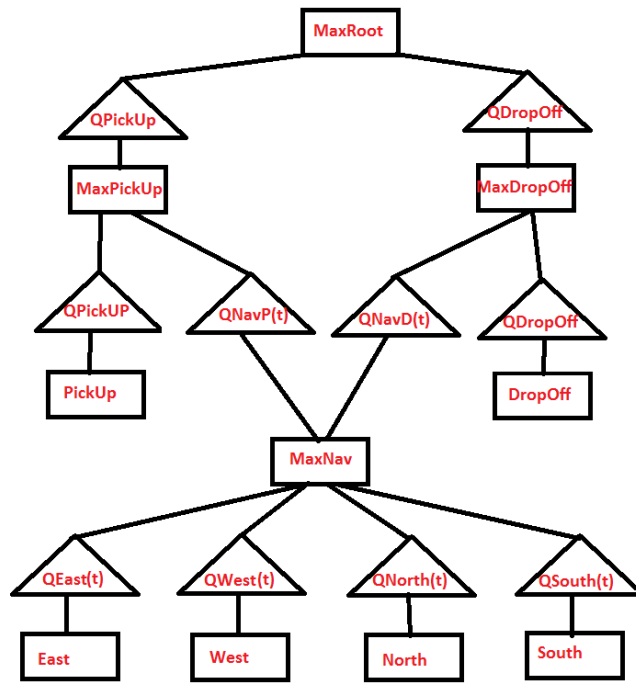 MaxRoot
QPickUp
QDropOff
MaxPickUp
MaxDropOff
QPickUP
QNavP(t)
QNavD(t)
QDropOff
PickUp
DropOff
MaxNav
QEast(t)
QWest(t)
QNorth(t)
QSouth(t)
East
West
North
South